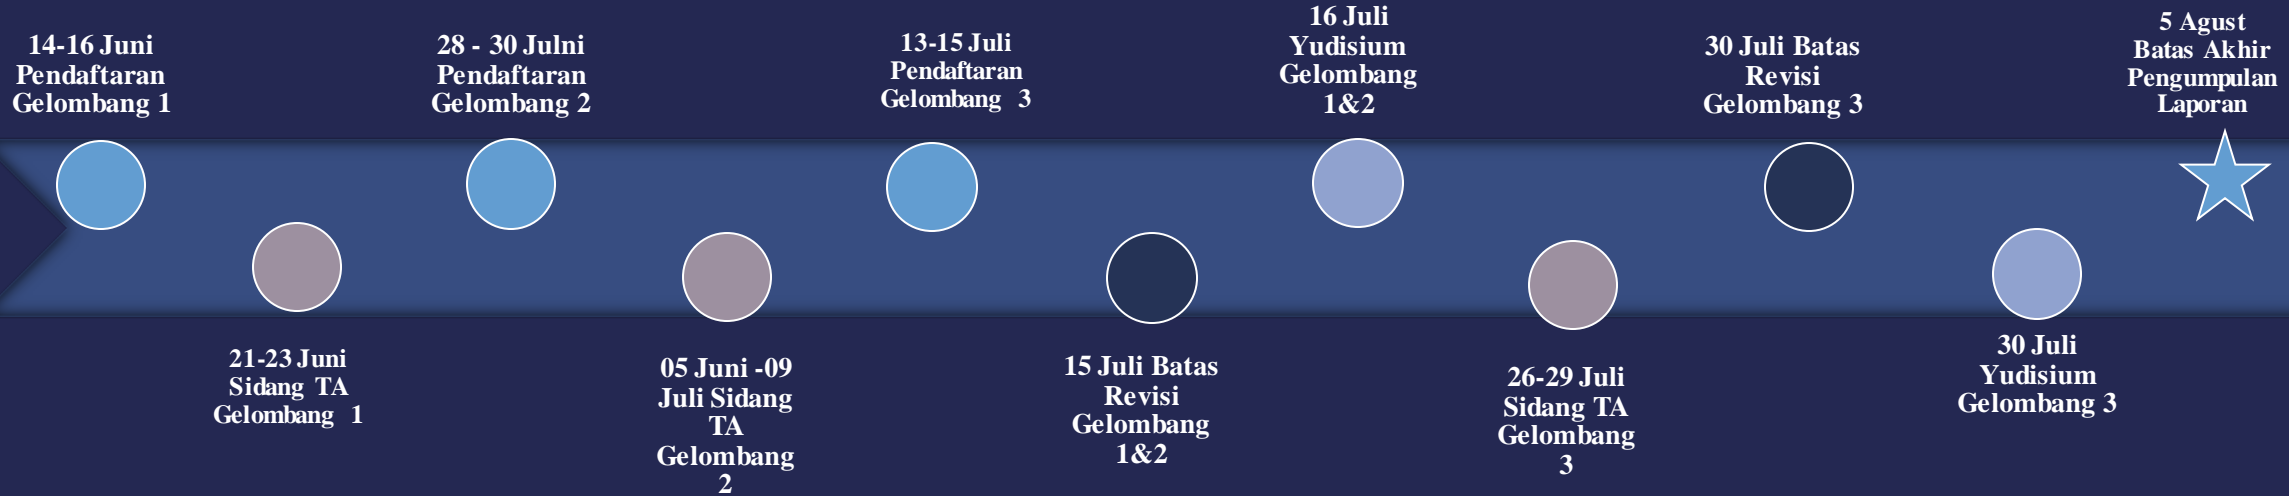 14-16 Juni
Pendaftaran
Gelombang 1
21-23 Juni
Sidang TA
Gelombang 1
28 - 30 Julni
Pendaftaran
Gelombang 2
05 Juni -09
Juli Sidang
TA
Gelombang
2
13-15 Juli
Pendaftaran
Gelombang 3
15 Juli Batas
Revisi
Gelombang
1&2
16 Juli
Yudisium
Gelombang
1&2
26-29 Juli
Sidang TA
Gelombang
3
30 Juli Batas
Revisi
Gelombang 3
30 Juli
Yudisium
Gelombang 3
5 Agust
Batas Akhir
Pengumpulan
Laporan